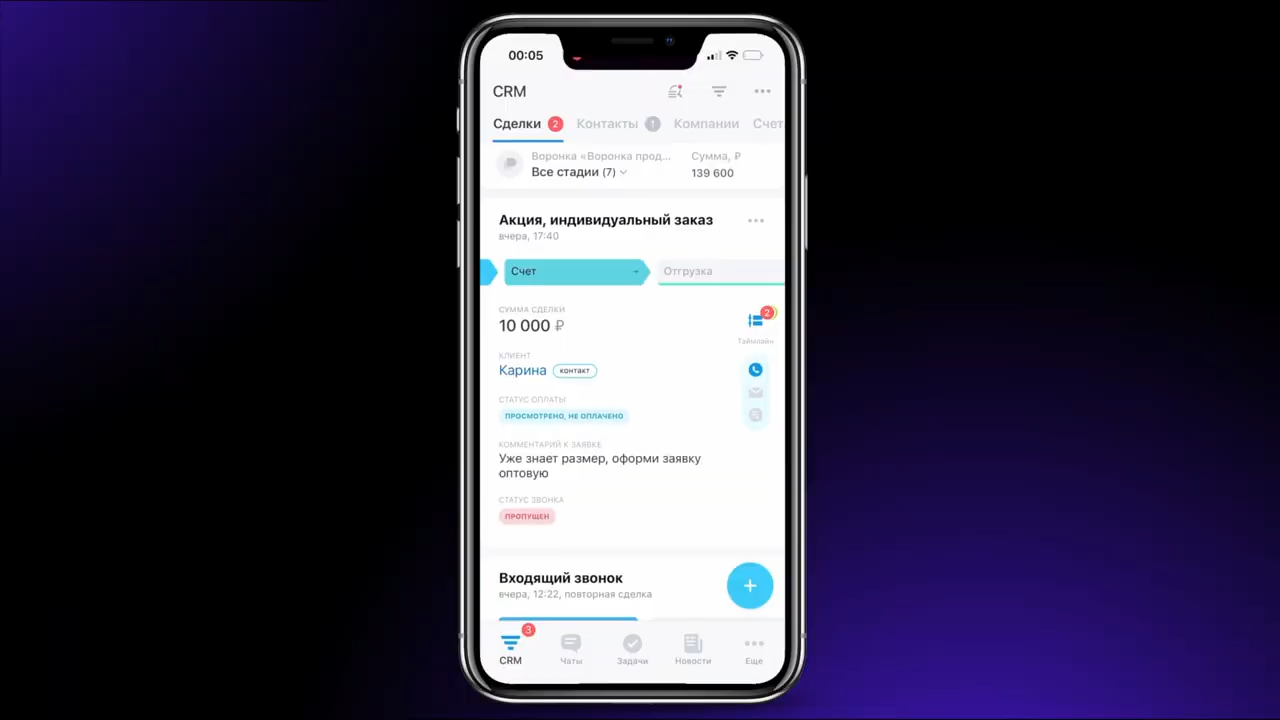 00:05
CRM
Сделки 2 Контакты 1 Компании Счет
Воронка «Воронка прод... Сумма, ₽
Все стадии (7) 139 600
Акция, индивидуальный заказ
вчера, 17:40
Счет Отгрузка
СУММА СДЕЛКИ
10 000 ₽
2
Таймлайн
КЛИЕНТ
Карина контакт
СТАТУС ОПЛАТЫ
ПРОСМОТРЕНО, НЕ ОПЛАЧЕНО
КОММЕНТАРИЙ К ЗАЯВКЕ
Уже знает размер, оформи заявку
оптовую
СТАТУС ЗВОНКА
ПРОПУЩЕН
Входящий звонок
вчера, 12:22, повторная сделка
+
3
CRM Чаты Задачи Новости Еще